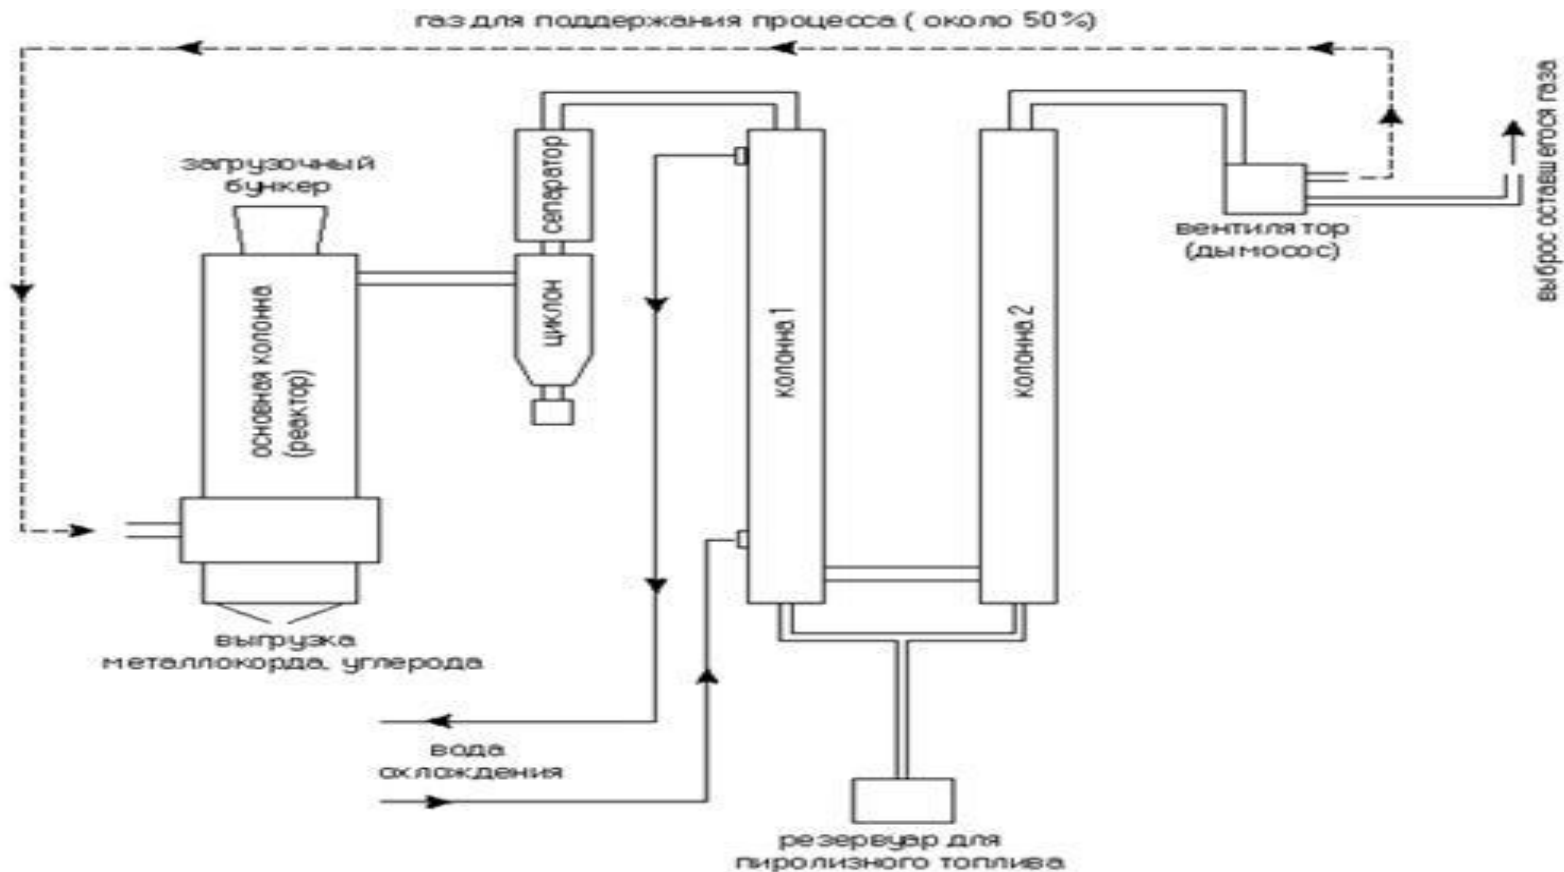 газ для поддержания процесса ( около 50%)
загрузочный
бункер
сепаратор
выброс оставшегося газа
вентилятор
(дымосос)
основная колонна
(реактор)
циклон
колонна 1
колонна 2
выгрузка
металлокорда, углерода
вода
охлаждения
резервуар для
пиролизного топлива